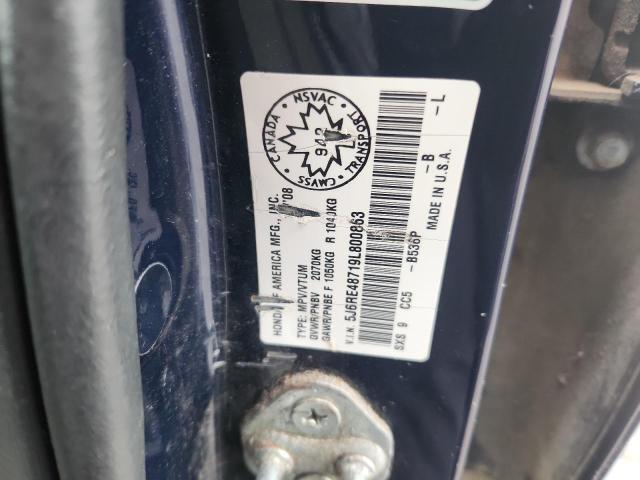 CANADA NSVAC TRANSPORT CMVSS
942
HONDA OF AMERICA MFG., INC. /'08
TYPE: MPV/VTUM
GVWR/PNBV 2070KG
GAWR/PNBE F 1050KG R 1040KG
V.I.N. 5J6RE48719L800863
SXS 9 CC5 -B536P -B -L
MADE IN U.S.A.